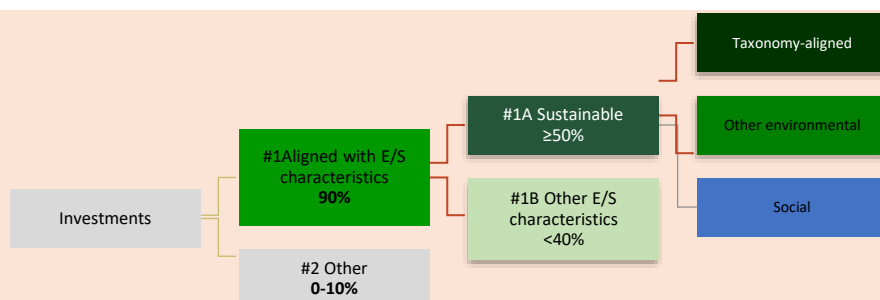 Investments
#1Aligned with E/S
characteristics
90%
#2 Other
0-10%
#1A Sustainable
≥50%
#1B Other E/S
characteristics
<40%
Taxonomy-aligned
Other environmental
Social